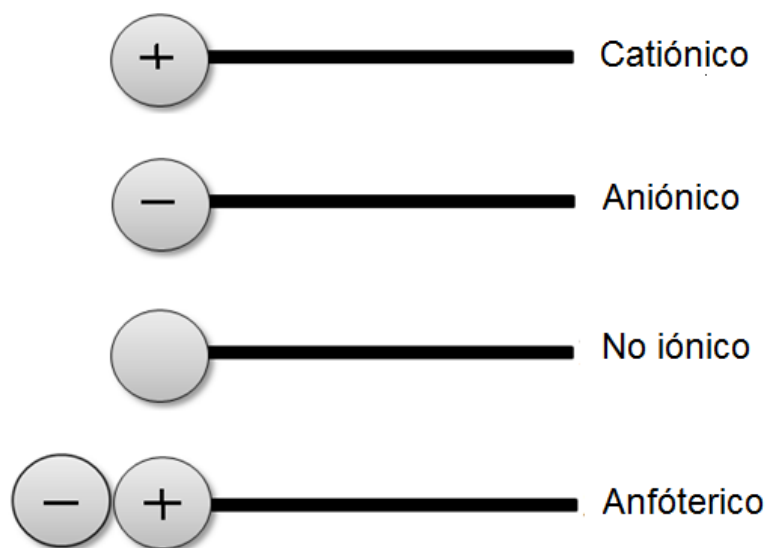 + Catiónico
− Aniónico
No iónico
− + Anfóterico